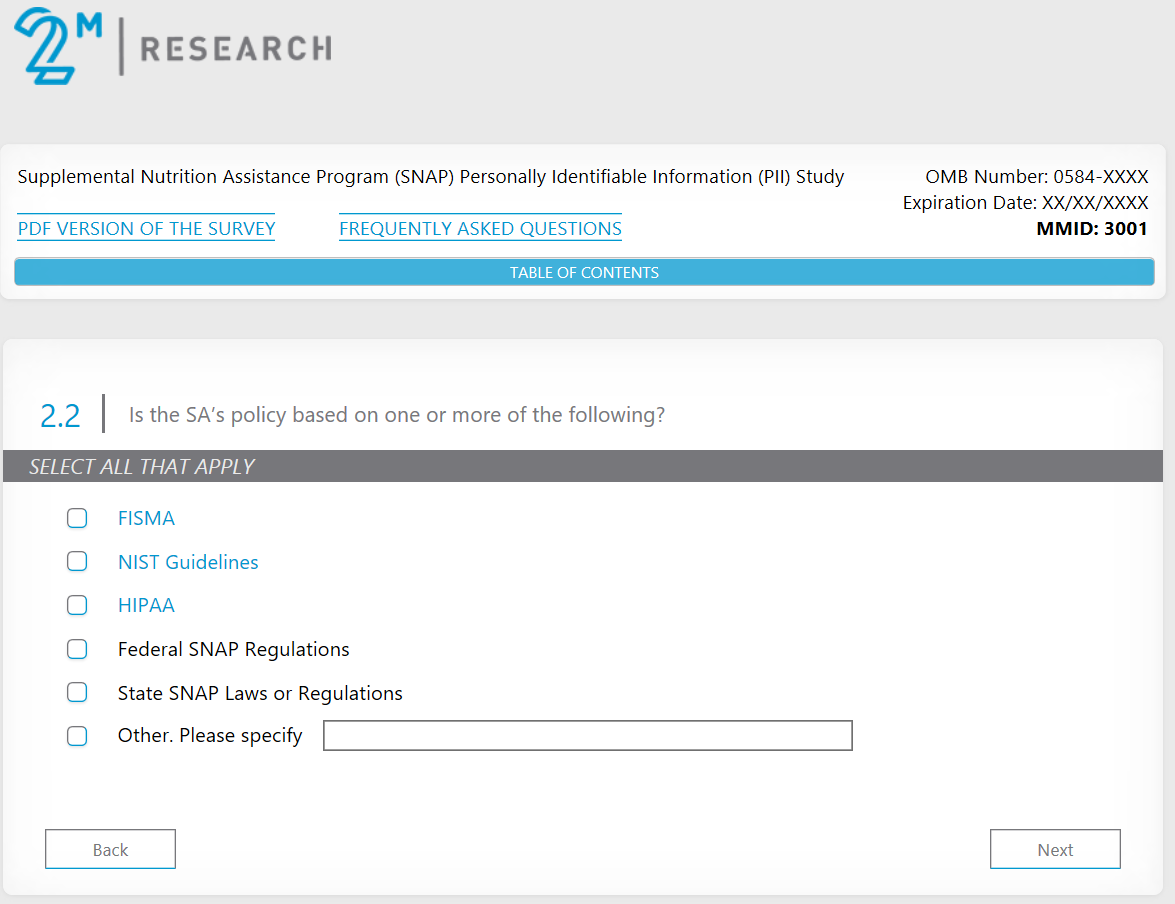 2M RESEARCH
Supplemental Nutrition Assistance Program (SNAP) Personally Identifiable Information (PII) Study
OMB Number: 0584-XXXX
Expiration Date: XX/XX/XXXX
PDF VERSION OF THE SURVEY
FREQUENTLY ASKED QUESTIONS
MMID: 3001
TABLE OF CONTENTS
2.2 Is the SA's policy based on one or more of the following?
SELECT ALL THAT APPLY
FISMA
NIST Guidelines
HIPAA
Federal SNAP Regulations
State SNAP Laws or Regulations
Other. Please specify
Back
Next